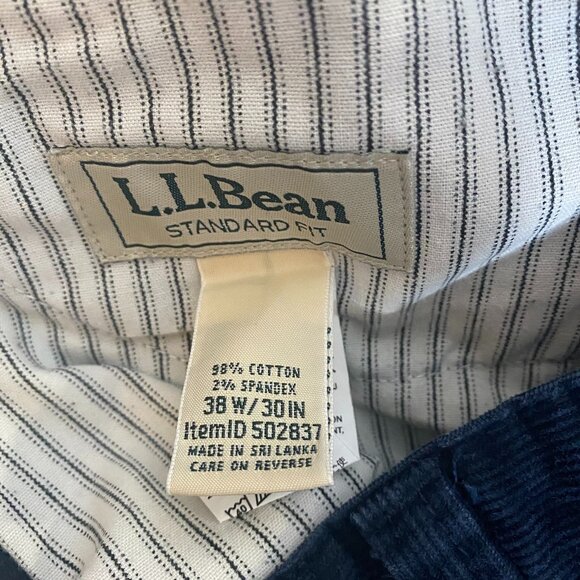 L.L.Bean
STANDARD FIT
98% COTTON
2% SPANDEX
38 W/30 IN
ItemID 502837
MADE IN SRI LANKA
CARE ON REVERSE